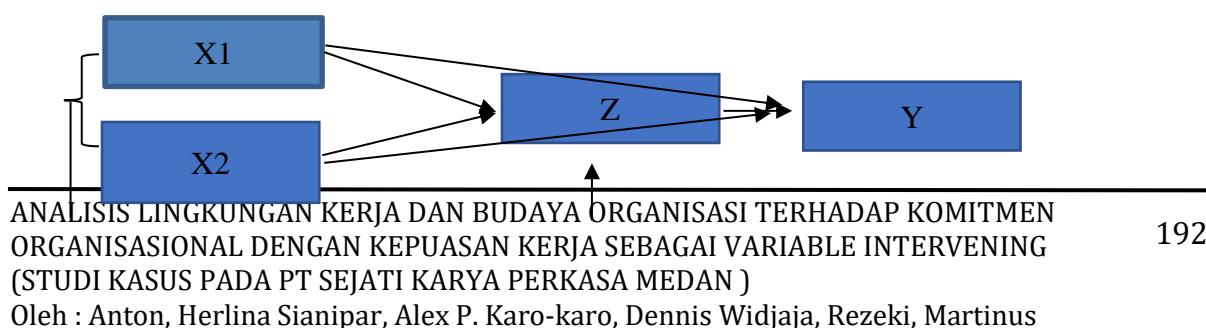 X1
Z
Y
X2
ANALISIS LINGKUNGAN KERJA DAN BUDAYA ORGANISASI TERHADAP KOMITMEN
ORGANISASIONAL DENGAN KEPUASAN KERJA SEBAGAI VARIABLE INTERVENING
(STUDI KASUS PADA PT SEJATI KARYA PERKASA MEDAN )
Oleh : Anton, Herlina Sianipar, Alex P. Karo-karo, Dennis Widjaja, Rezeki, Martinus
192